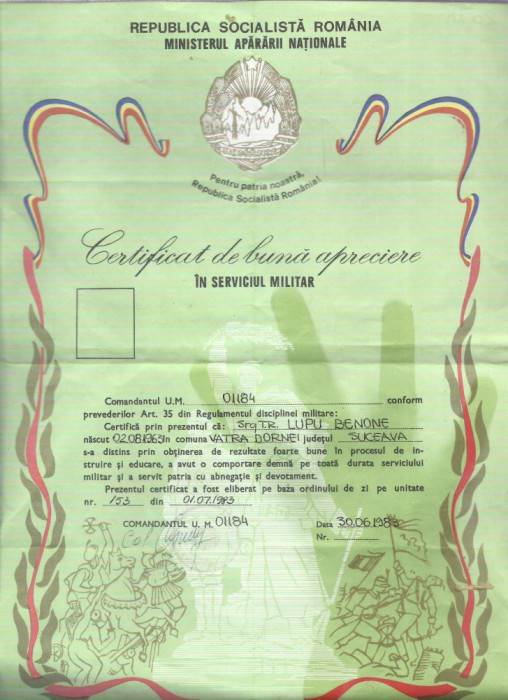 REPUBLICA SOCIALISTĂ ROMÂNIA
MINISTERUL APĂRĂRII NAȚIONALE
Pentru patria noastră,
Republica Socialistă România!
Certificat de bună apreciere
ÎN SERVICIUL MILITAR
Comandantul U.M. 01184 conform
prevederilor Art. 35 din Regulamentul disciplinei militare:
Certifică prin prezentul că: Srg T.R. LUPU BENONE
născut 02.08.1963 în comuna VATRA DORNEI județul SUCEAVA
s-a distins prin obținerea de rezultate foarte bune în procesul de in-
struire și educare, a avut o comportare demnă pe toată durata serviciului
militar și a servit patria cu abnegație și devotament.
Prezentul certificat a fost eliberat pe baza ordinului de zi pe unitate
nr. 153 din 01.07.1983
COMANDANTUL U. M. 01184 Data 30.06.1983
Col. Nr.